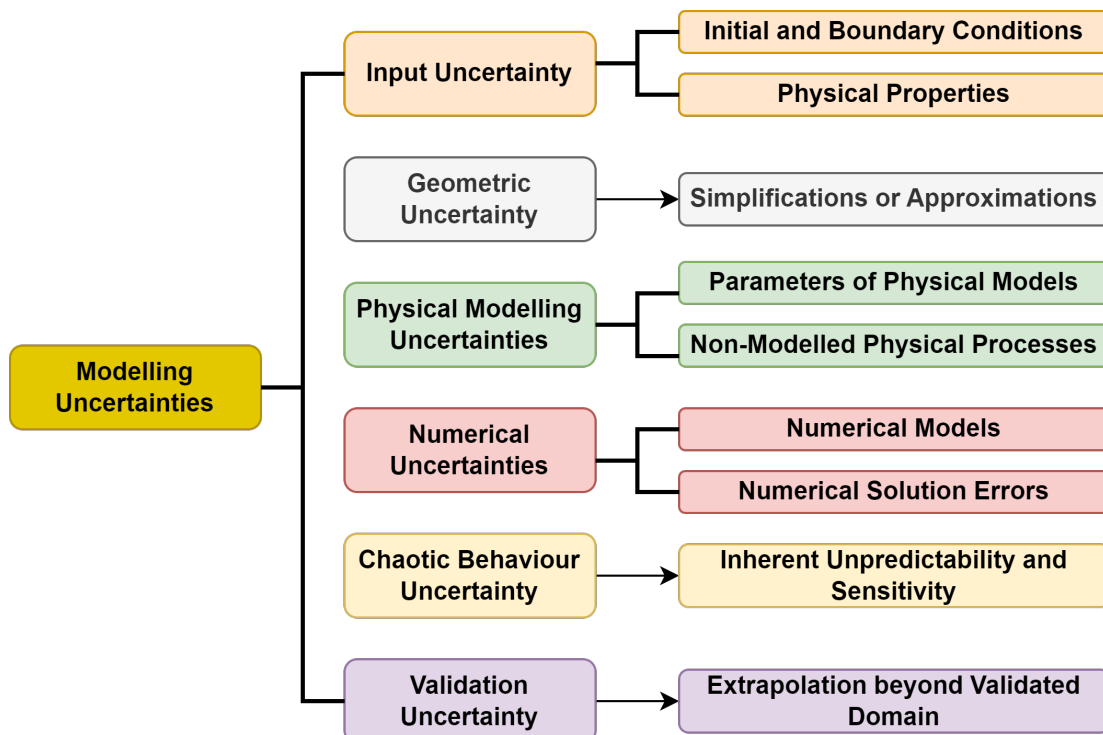 Initial and Boundary Conditions
Input Uncertainty
Physical Properties
Geometric
Uncertainty
Simplifications or Approximations
Parameters of Physical Models
Physical Modelling
Uncertainties
Non-Modelled Physical Processes
Modelling
Uncertainties
Numerical Models
Numerical
Uncertainties
Numerical Solution Errors
Chaotic Behaviour
Uncertainty
Inherent Unpredictability and
Sensitivity
Validation
Uncertainty
Extrapolation beyond Validated
Domain